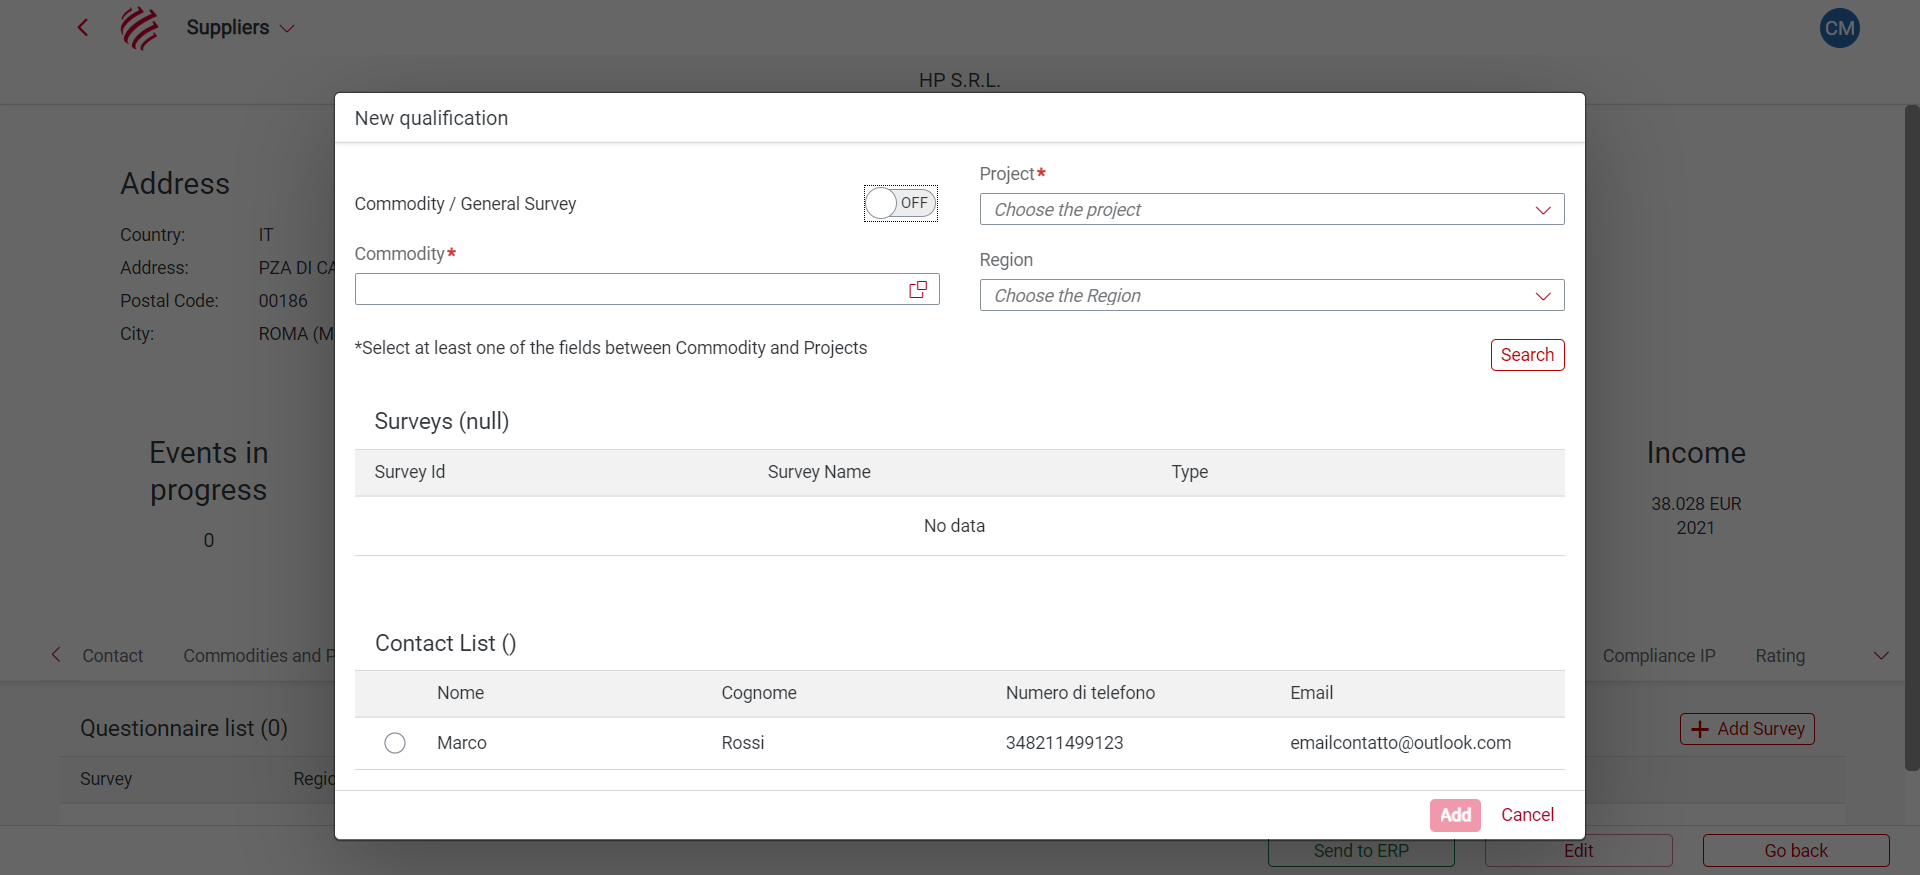 Suppliers
CM
HP S.R.L.
New qualification
Address
Country: IT
Address: PZA DI CA
Postal Code: 00186
City: ROMA (M
Commodity / General Survey OFF
Project*
Choose the project
Commodity*
Region
Choose the Region
*Select at least one of the fields between Commodity and Projects
Search
Surveys (null)
Survey Id Survey Name Type
No data
Events in
progress
0
Income
38.028 EUR
2021
Contact List ()
Nome Cognome Numero di telefono Email
Marco Rossi 348211499123 emailcontatto@outlook.com
Contact Commodities and P Compliance IP Rating
Questionnaire list (0)
Add Survey
Survey Regio
Add Cancel
Send to ERP Edit Go back